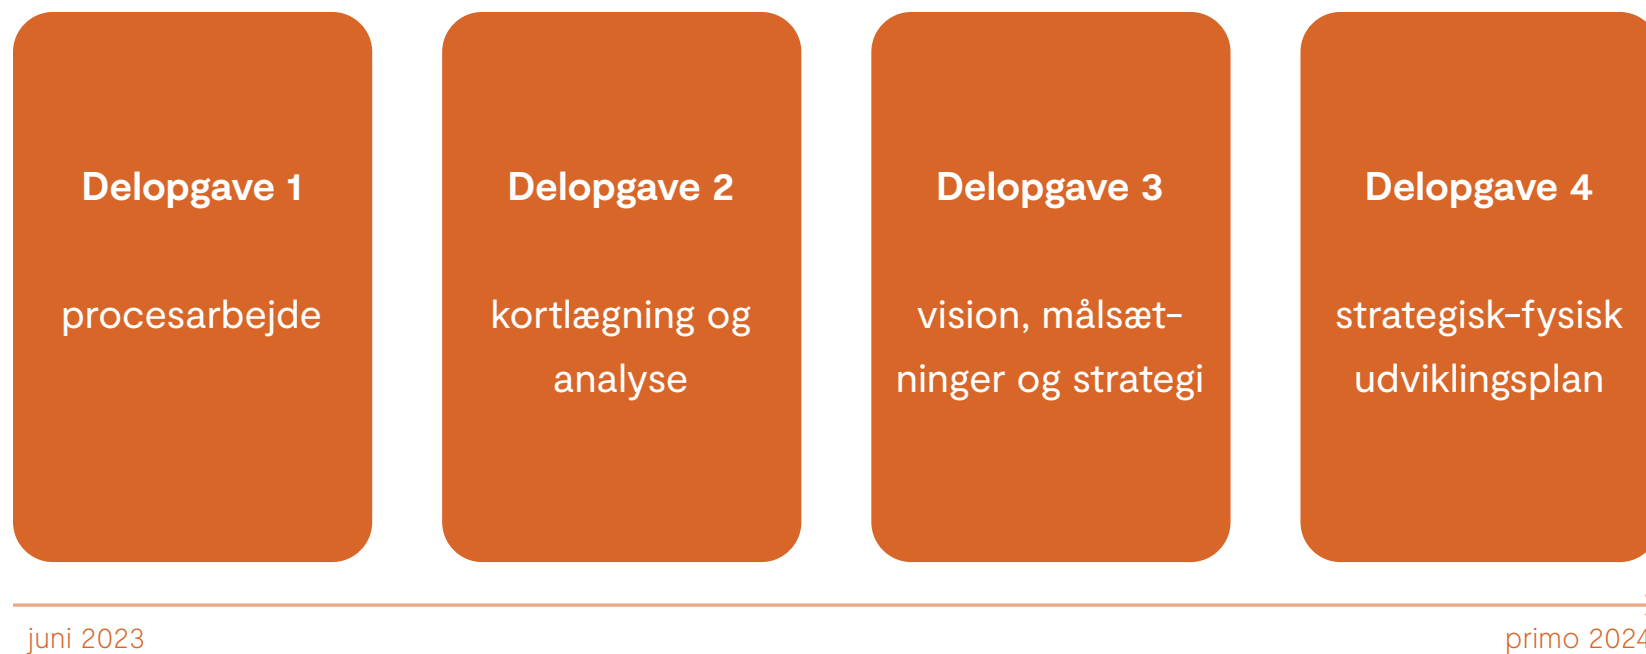 Delopgave 1
procesarbejde
Delopgave 2
kortlægning og
analyse
Delopgave 3
vision, målsæt-
ninger og strategi
Delopgave 4
strategisk-fysisk
udviklingsplan
juni 2023
primo 2024